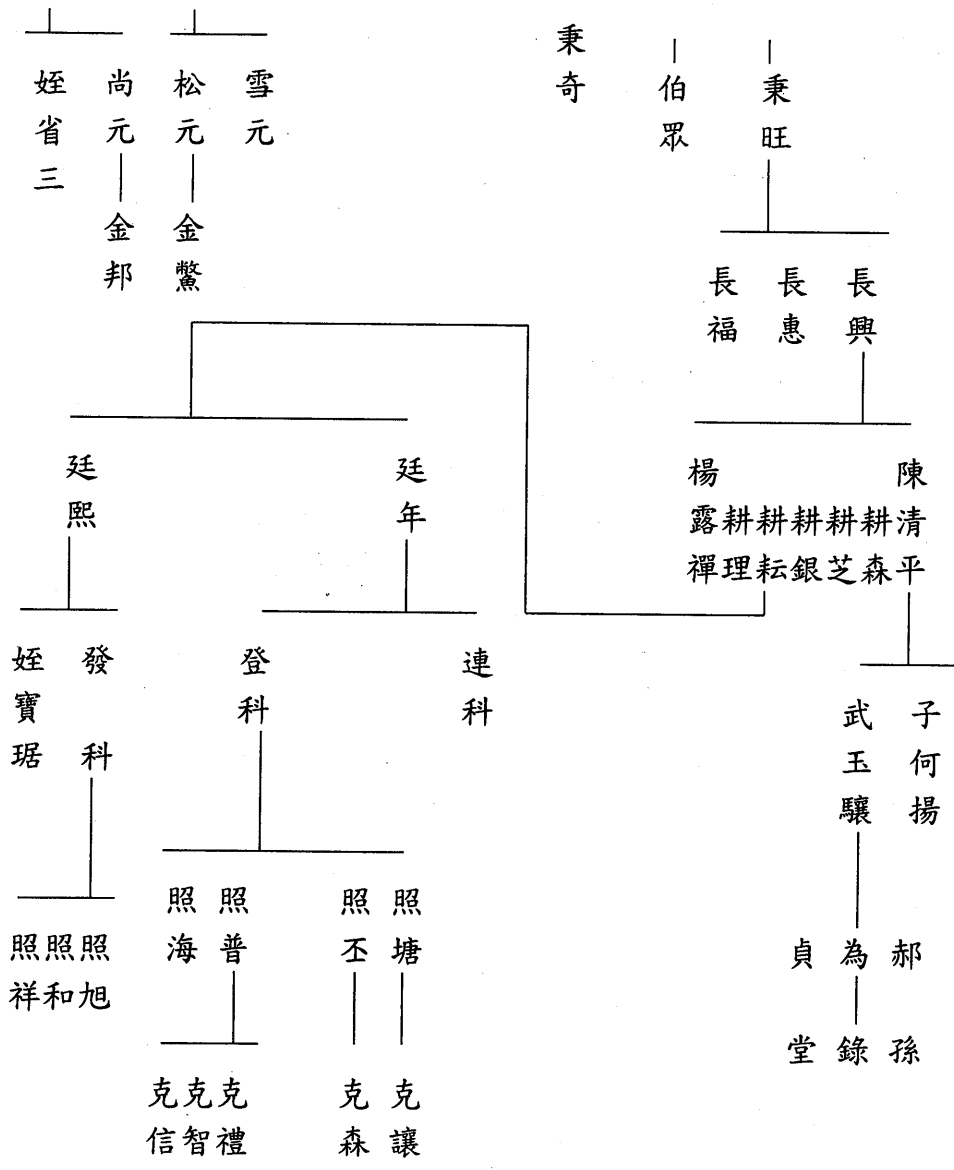 秉旺
伯眾
秉奇
雪元
松元
尚元
姪省三
金鱉
金邦
長興
長惠
長福
陳清平
耕森
耕芝
耕銀
耕耘
耕理
楊露禪
廷年
廷熙
子何揚
武玉驤
連科
登科
發科
姪寶琚
郝為貞
孫錄堂
照塘
照丕
照普
照海
照旭
照和
照祥
克讓
克森
克禮
克智
克信